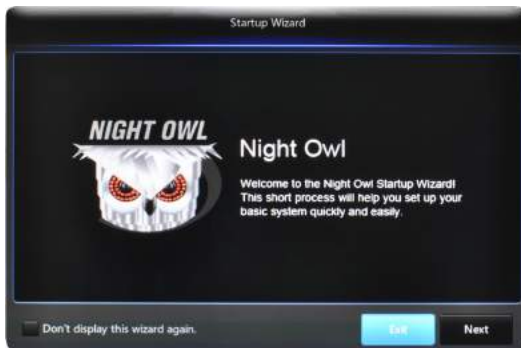 Startup Wizard
NIGHT OWL
Night Owl
Welcome to the Night Owl Startup Wizard!
This short process will help you set up your
basic system quickly and easily.
Don't display this wizard again.
Exit
Next